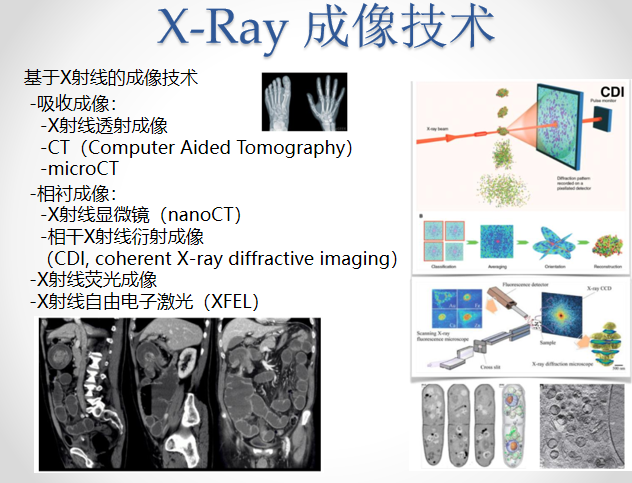 X-Ray 成像技术
基于X射线的成像技术
-吸收成像：
-X射线透射成像
-CT（Computer Aided Tomography）
-microCT
-相衬成像：
-X射线显微镜（nanoCT）
-相干X射线衍射成像
（CDI, coherent X-ray diffractive imaging）
-X射线荧光成像
-X射线自由电子激光（XFEL）
CDI
Pulse monitor
X-ray beam
Diffraction pattern
recorded on a
pixellated detector
B
Classification
Averaging
Orientation
Reconstruction
Fluorescence detector
X-ray CCD
Scanning X-ray
fluorescence microscope
Sample
Cross slit
X-ray diffraction microscope
500 nm